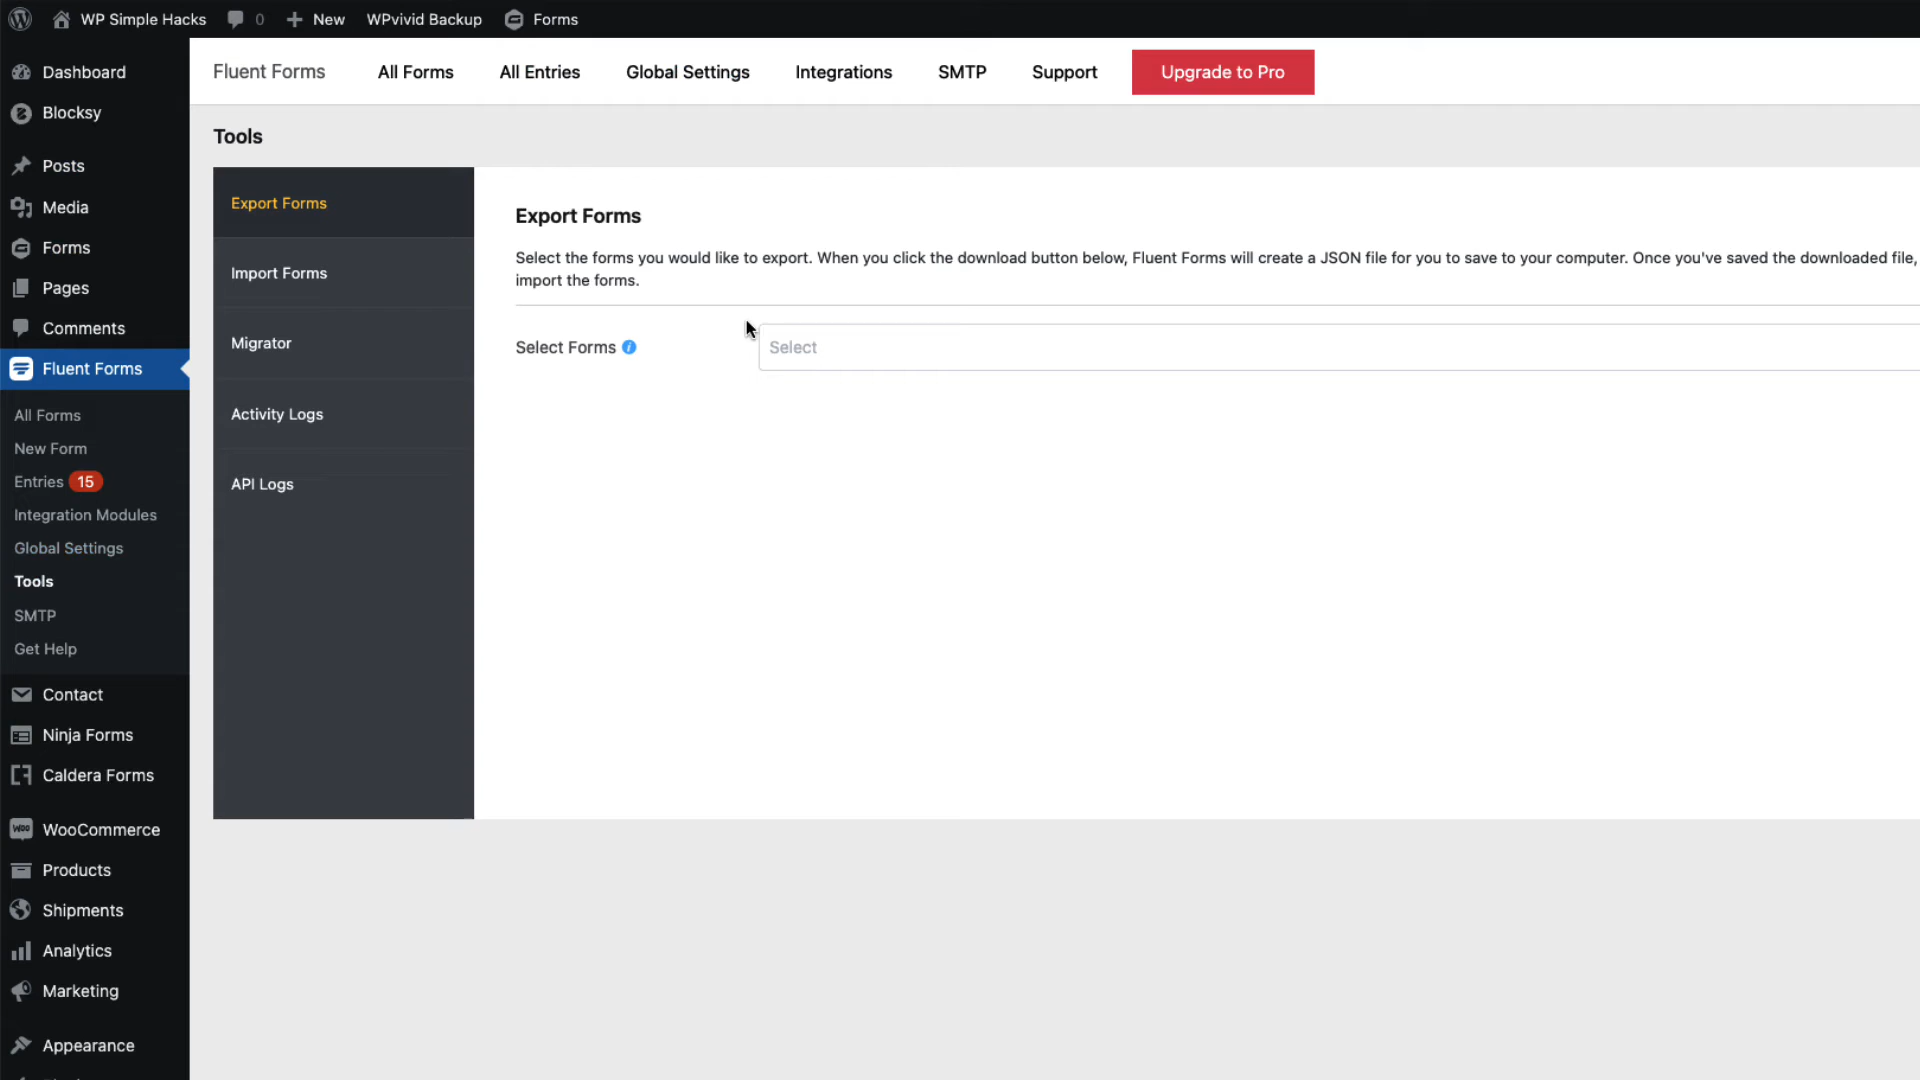 WP Simple Hacks
0
New
WPvivid Backup
Forms
Dashboard
Blocksy
Posts
Media
Forms
Pages
Comments
Fluent Forms
All Forms
New Form
Entries 15
Integration Modules
Global Settings
Tools
SMTP
Get Help
Contact
Ninja Forms
Caldera Forms
WooCommerce
Products
Shipments
Analytics
Marketing
Appearance
Fluent Forms
All Forms
All Entries
Global Settings
Integrations
SMTP
Support
Upgrade to Pro
Tools
Export Forms
Import Forms
Migrator
Activity Logs
API Logs
Export Forms
Select the forms you would like to export. When you click the download button below, Fluent Forms will create a JSON file for you to save to your computer. Once you've saved the downloaded file,
import the forms.
Select Forms
Select